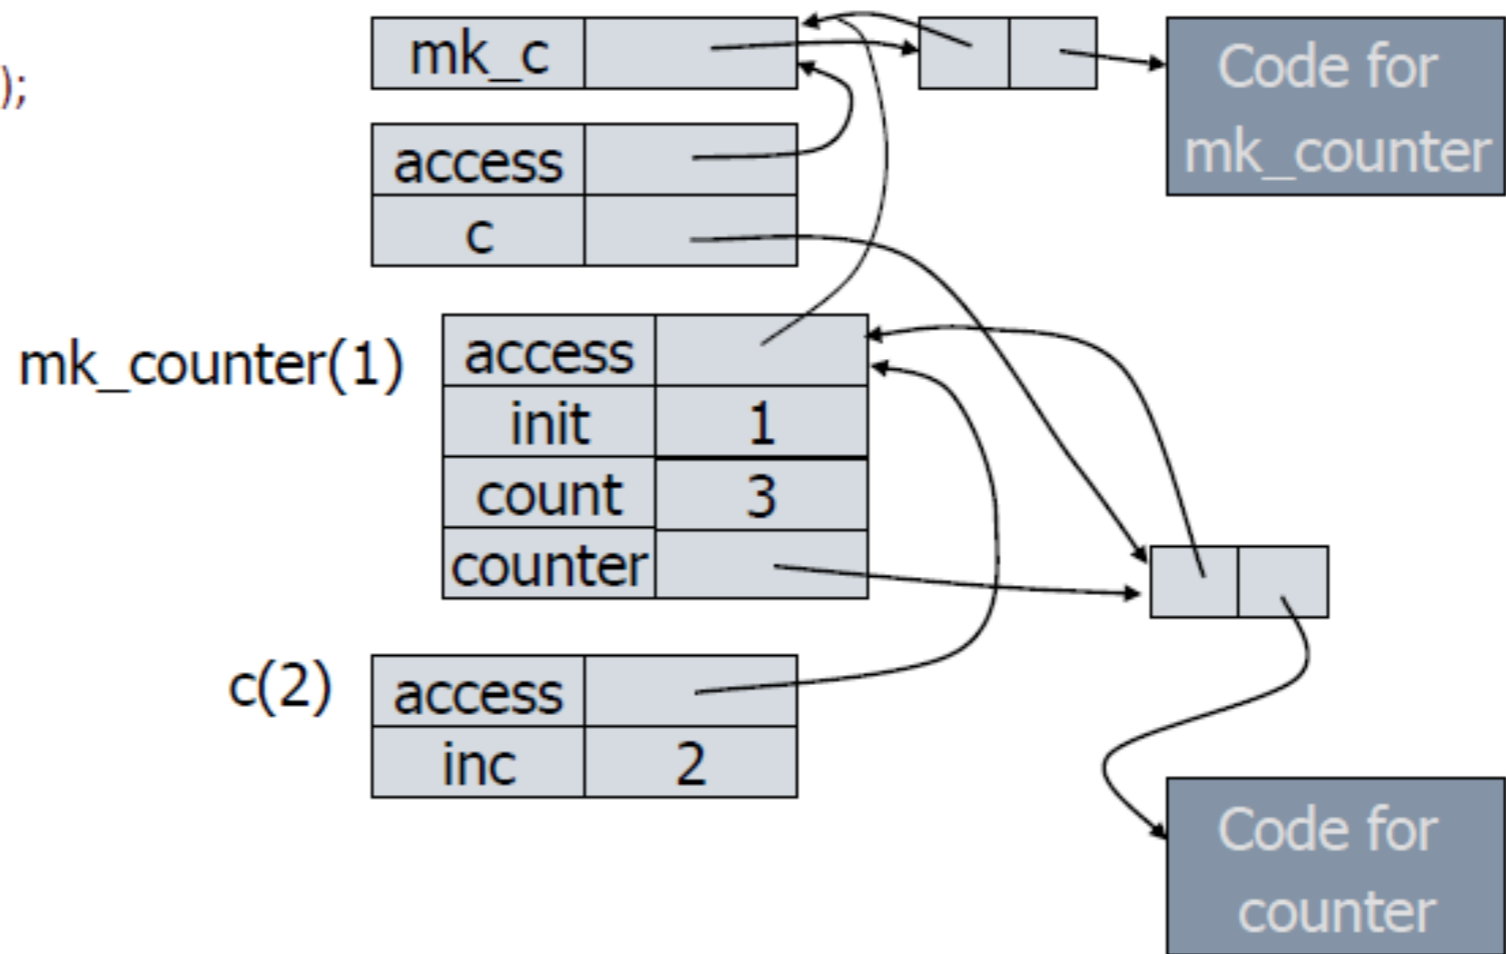 );
mk_c
Code for
mk_counter
access
c
mk_counter(1)
access
init 1
count 3
counter
c(2)
access
inc 2
Code for
counter